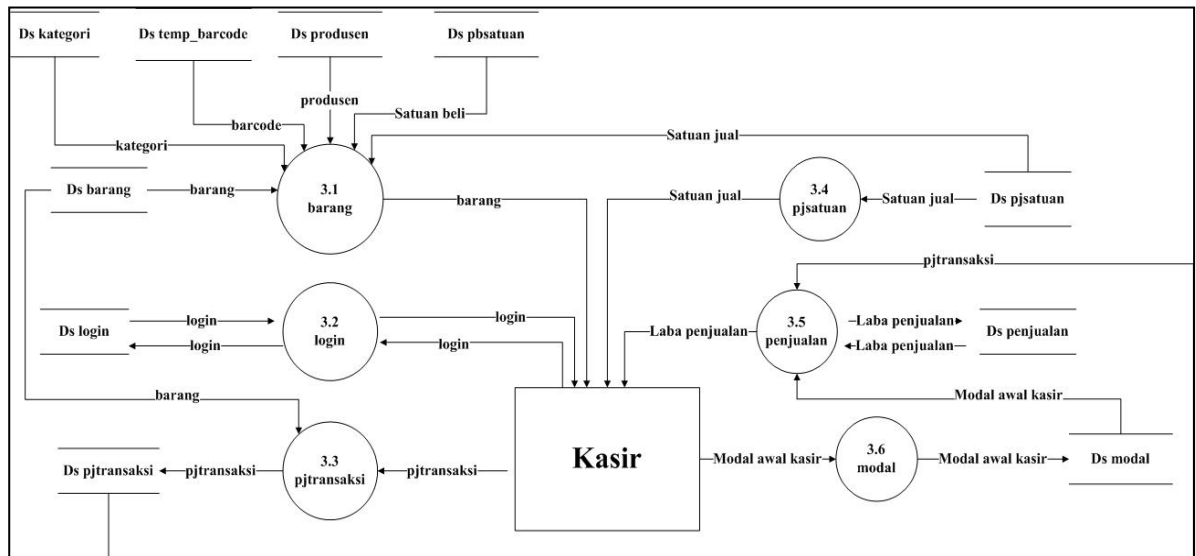 Ds kategori
Ds temp_barcode
Ds produsen
Ds pbsatuan
produsen
Satuan beli
barcode
kategori
Satuan jual
Ds barang
barang
3.1
barang
barang
Satuan jual
3.4
pjsatuan
Satuan jual
Ds pjsatuan
pjtransaksi
Ds login
login
login
3.2
login
login
login
Laba penjualan
3.5
penjualan
Laba penjualan
Laba penjualan
Ds penjualan
barang
Modal awal kasir
Ds pjtransaksi
pjtransaksi
3.3
pjtransaksi
pjtransaksi
Kasir
Modal awal kasir
3.6
modal
Modal awal kasir
Ds modal